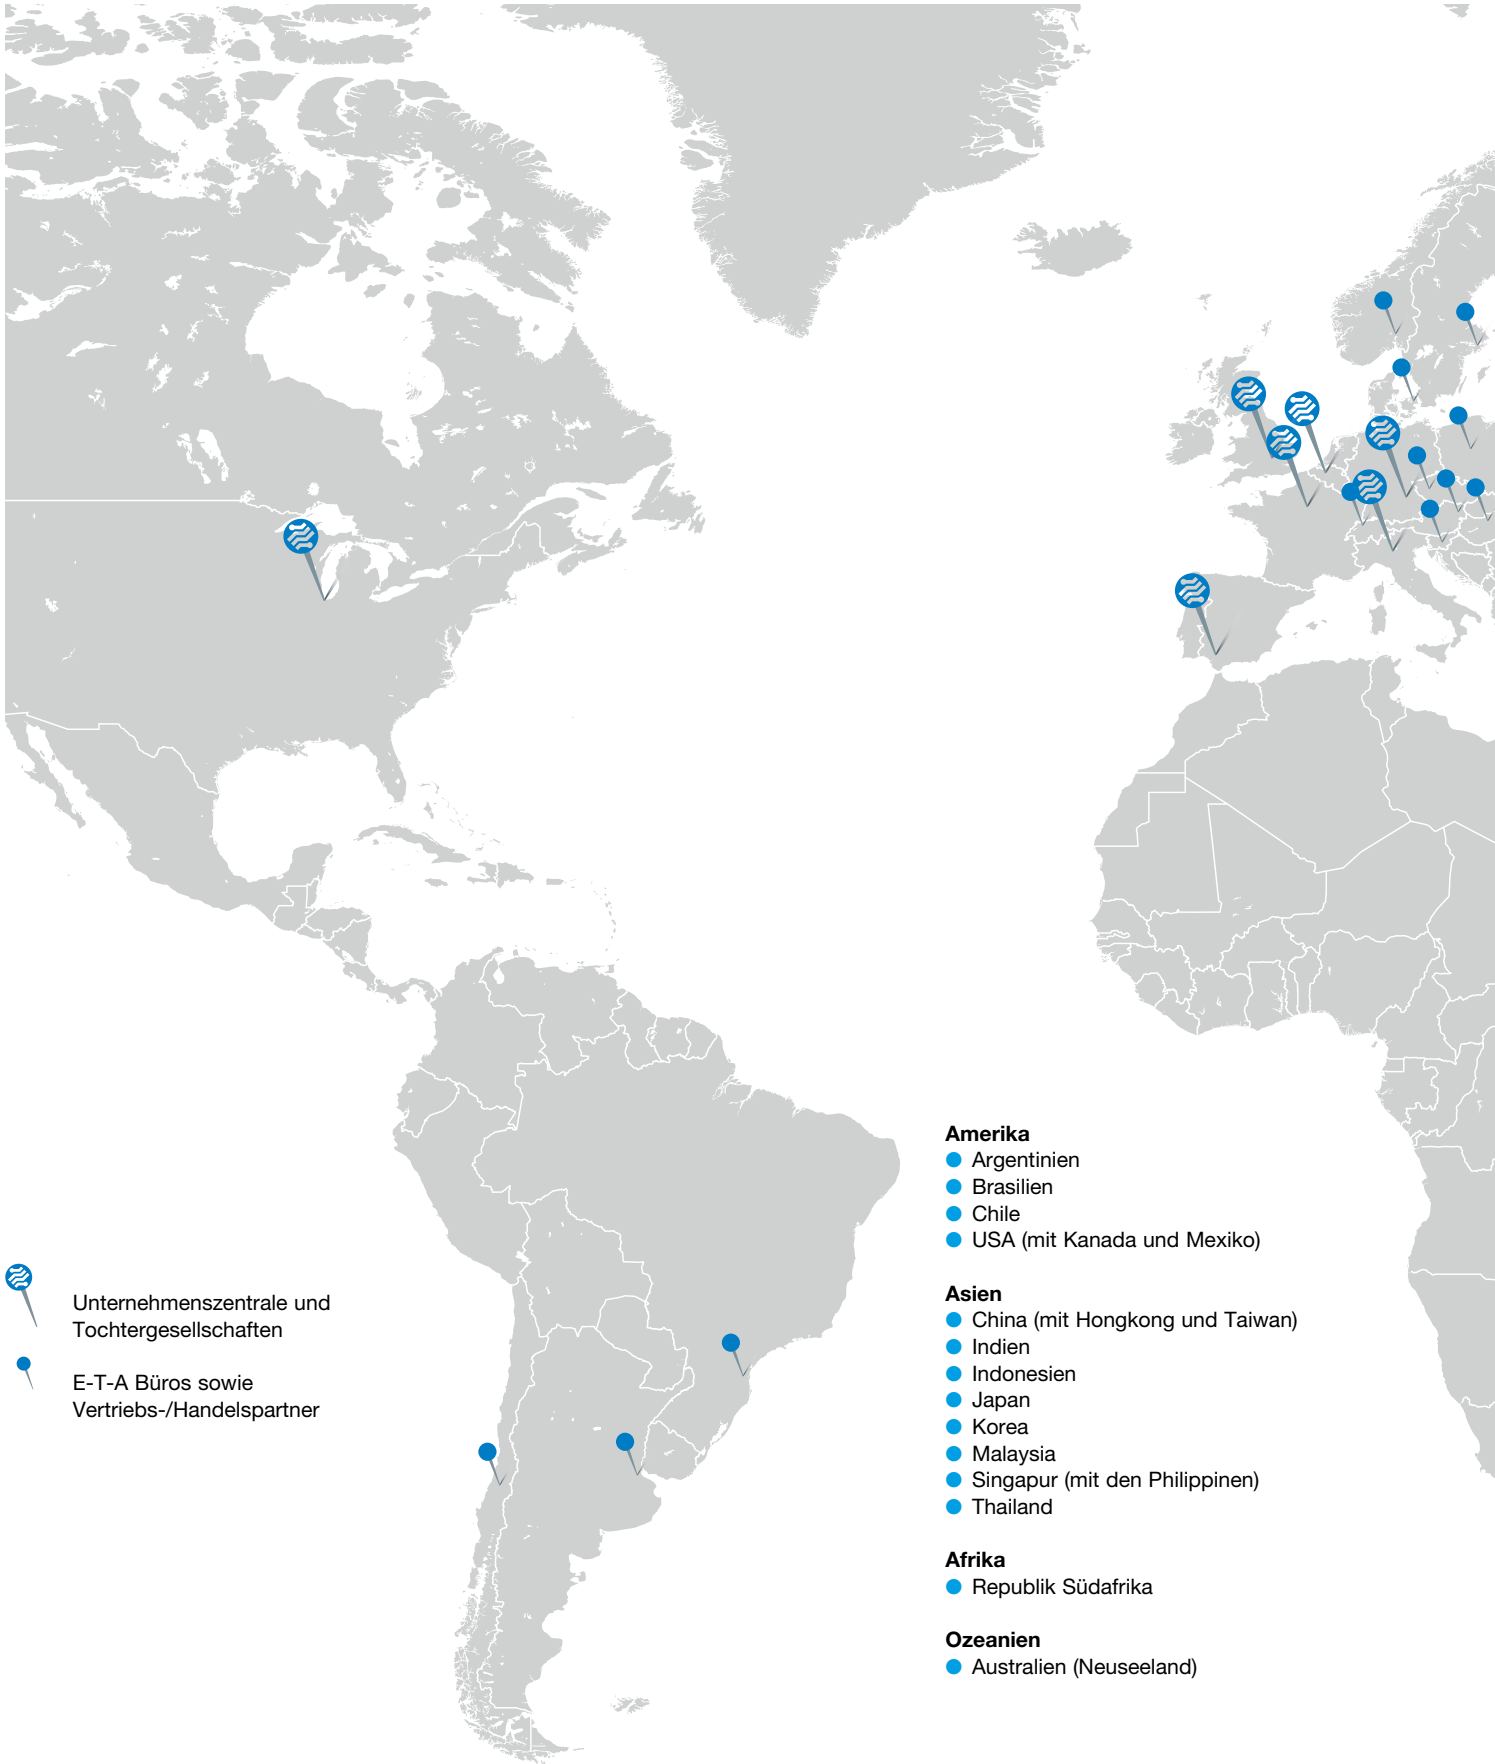 Amerika
Argentinien
Brasilien
Chile
USA (mit Kanada und Mexiko)
Asien
China (mit Hongkong und Taiwan)
Indien
Indonesien
Japan
Korea
Malaysia
Singapur (mit den Philippinen)
Thailand
Afrika
Republik Südafrika
Ozeanien
Australien (Neuseeland)
Unternehmenszentrale und
Tochtergesellschaften
E-T-A Büros sowie
Vertriebs-/Handelspartner